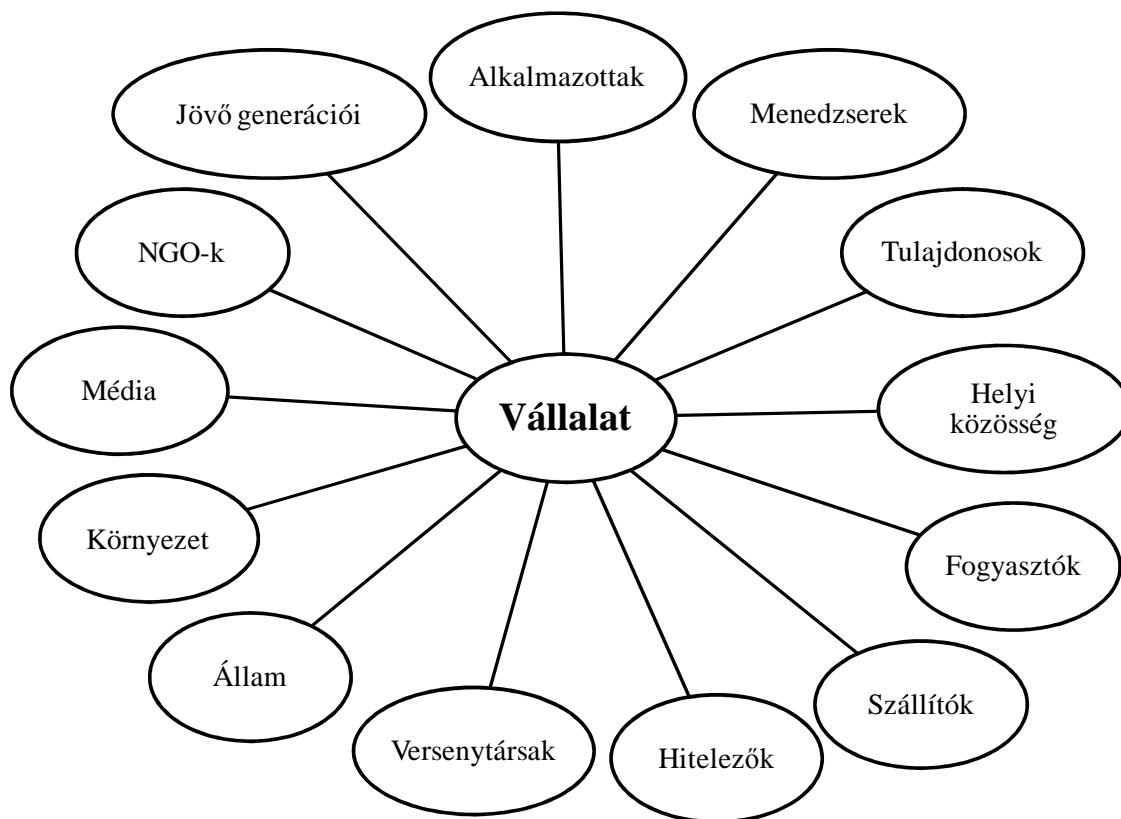 Alkalmazottak
Jövő generációi
Menedzserek
NGO-k
Tulajdonosok
Média
Vállalat
Helyi
közösség
Környezet
Fogyasztók
Állam
Szállítók
Versenytársak
Hitelezők